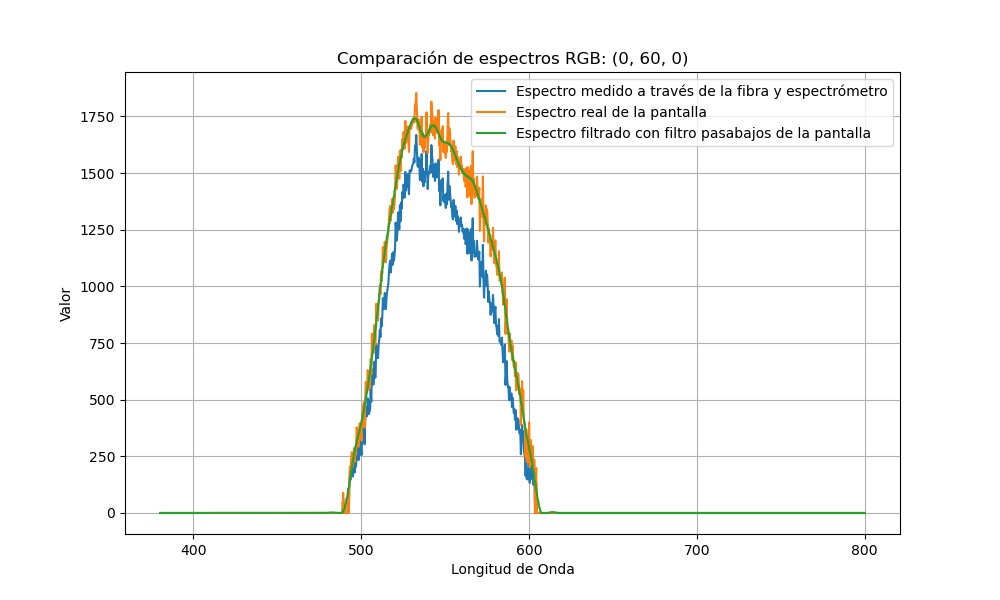 Comparación de espectros RGB: (0, 60, 0)
Espectro medido a través de la fibra y espectrómetro
Espectro real de la pantalla
Espectro filtrado con filtro pasabajos de la pantalla
Valor
1750
1500
1250
1000
750
500
250
0
400
500
600
700
800
Longitud de Onda